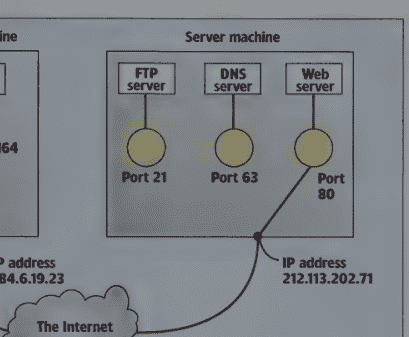 ine
Server machine
FTP
server
DNS
server
Web
server
164
Port 21
Port 63
Port
80
P address
84.6.19.23
IP address
212.113.202.71
The Internet